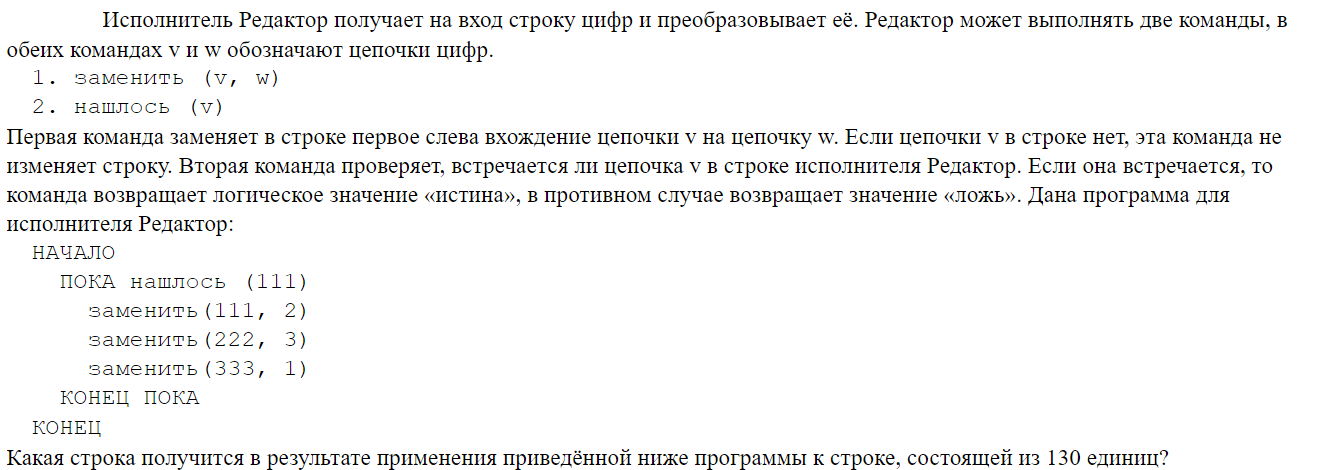 Исполнитель Редактор получает на вход строку цифр и преобразовывает её. Редактор может выполнять две команды, в
обеих командах v и w обозначают цепочки цифр.
1. заменить (v, w)
2. нашлось (v)
Первая команда заменяет в строке первое слева вхождение цепочки v на цепочку w. Если цепочки v в строке нет, эта команда не
изменяет строку. Вторая команда проверяет, встречается ли цепочка v в строке исполнителя Редактор. Если она встречается, то
команда возвращает логическое значение «истина», в противном случае возвращает значение «ложь». Дана программа для
исполнителя Редактор:
НАЧАЛО
ПОКА нашлось (111)
заменить(111, 2)
заменить(222, 3)
заменить(333, 1)
КОНЕЦ ПОКА
КОНЕЦ
Какая строка получится в результате применения приведённой ниже программы к строке, состоящей из 130 единиц?